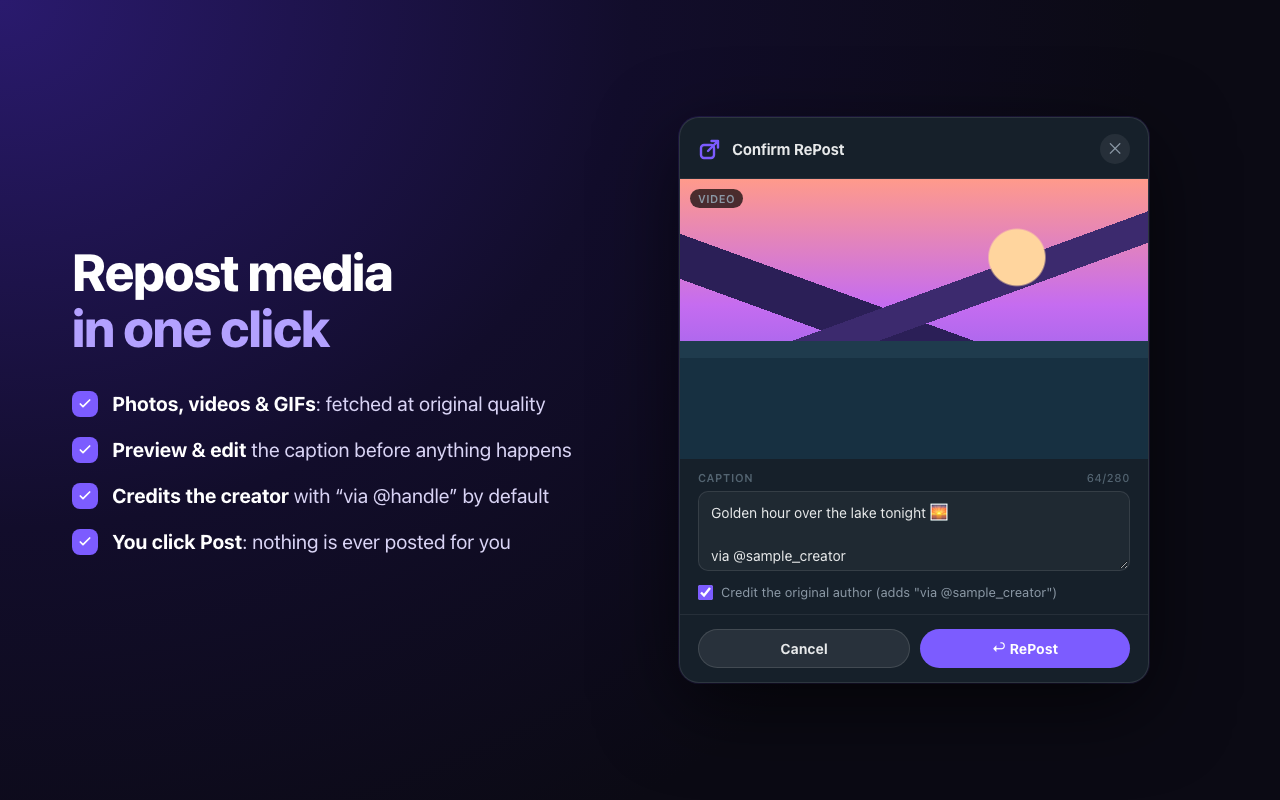 Repost media
in one click
Photos, videos & GIFs: fetched at original quality
Preview & edit the caption before anything happens
Credits the creator with “via @handle” by default
You click Post: nothing is ever posted for you
Confirm RePost
VIDEO
CAPTION 64/280
Golden hour over the lake tonight 🌅
via @sample_creator
Credit the original author (adds "via @sample_creator")
Cancel RePost